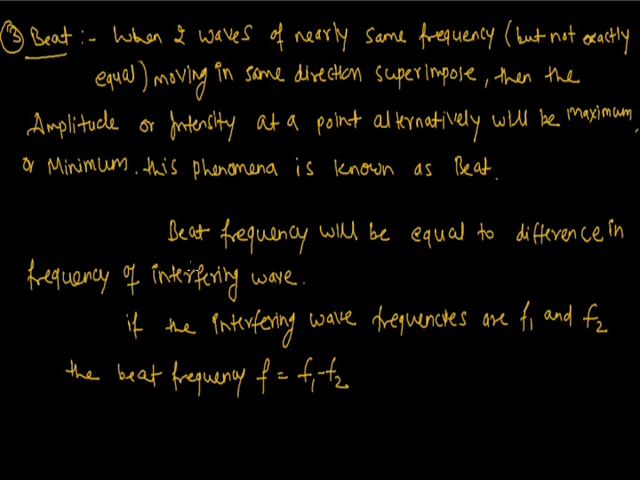 ③ Beat :- When 2 waves of nearly same frequency (but not exactly
equal) moving in same direction superimpose, then the
Amplitude or Intensity at a point alternatively will be maximum,
or Minimum. this phenomena is known as Beat.
Beat frequency will be equal to difference in
frequency of interfering wave.
if the interfering wave frequencies are f₁ and f₂
the beat frequency f = f₁-f₂